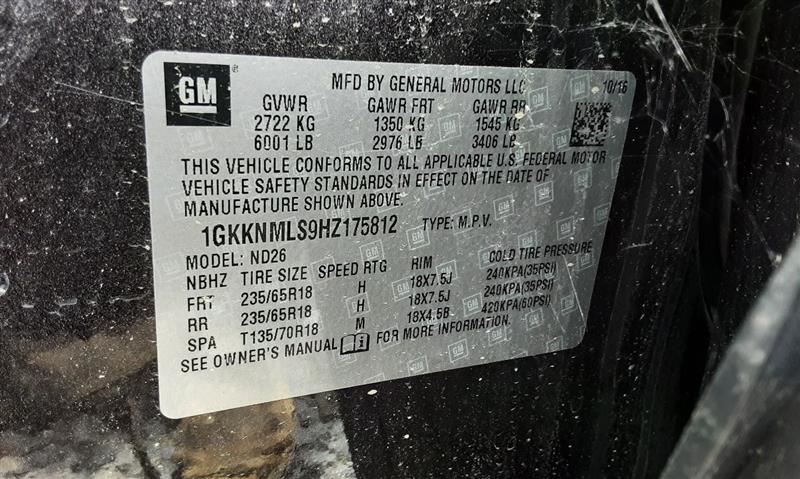 GM
MFD BY GENERAL MOTORS LLC 10/16
GVWR GAWR FRT GAWR RR
2722 KG 1350 KG 1545 KG
6001 LB 2976 LB 3406 LB
THIS VEHICLE CONFORMS TO ALL APPLICABLE U.S. FEDERAL MOTOR
VEHICLE SAFETY STANDARDS IN EFFECT ON THE DATE OF
MANUFACTURE SHOWN ABOVE.
1GKKNMLS9HZ175812 TYPE: M.P.V.
MODEL: ND26
NBHZ TIRE SIZE SPEED RTG RIM COLD TIRE PRESSURE
FRT 235/65R18 H 18X7.5J 240KPA(35PSI)
RR 235/65R18 H 18X7.5J 240KPA(35PSI)
SPA T135/70R18 M 18X4.5B 420KPA(60PSI)
SEE OWNER'S MANUAL FOR MORE INFORMATION.